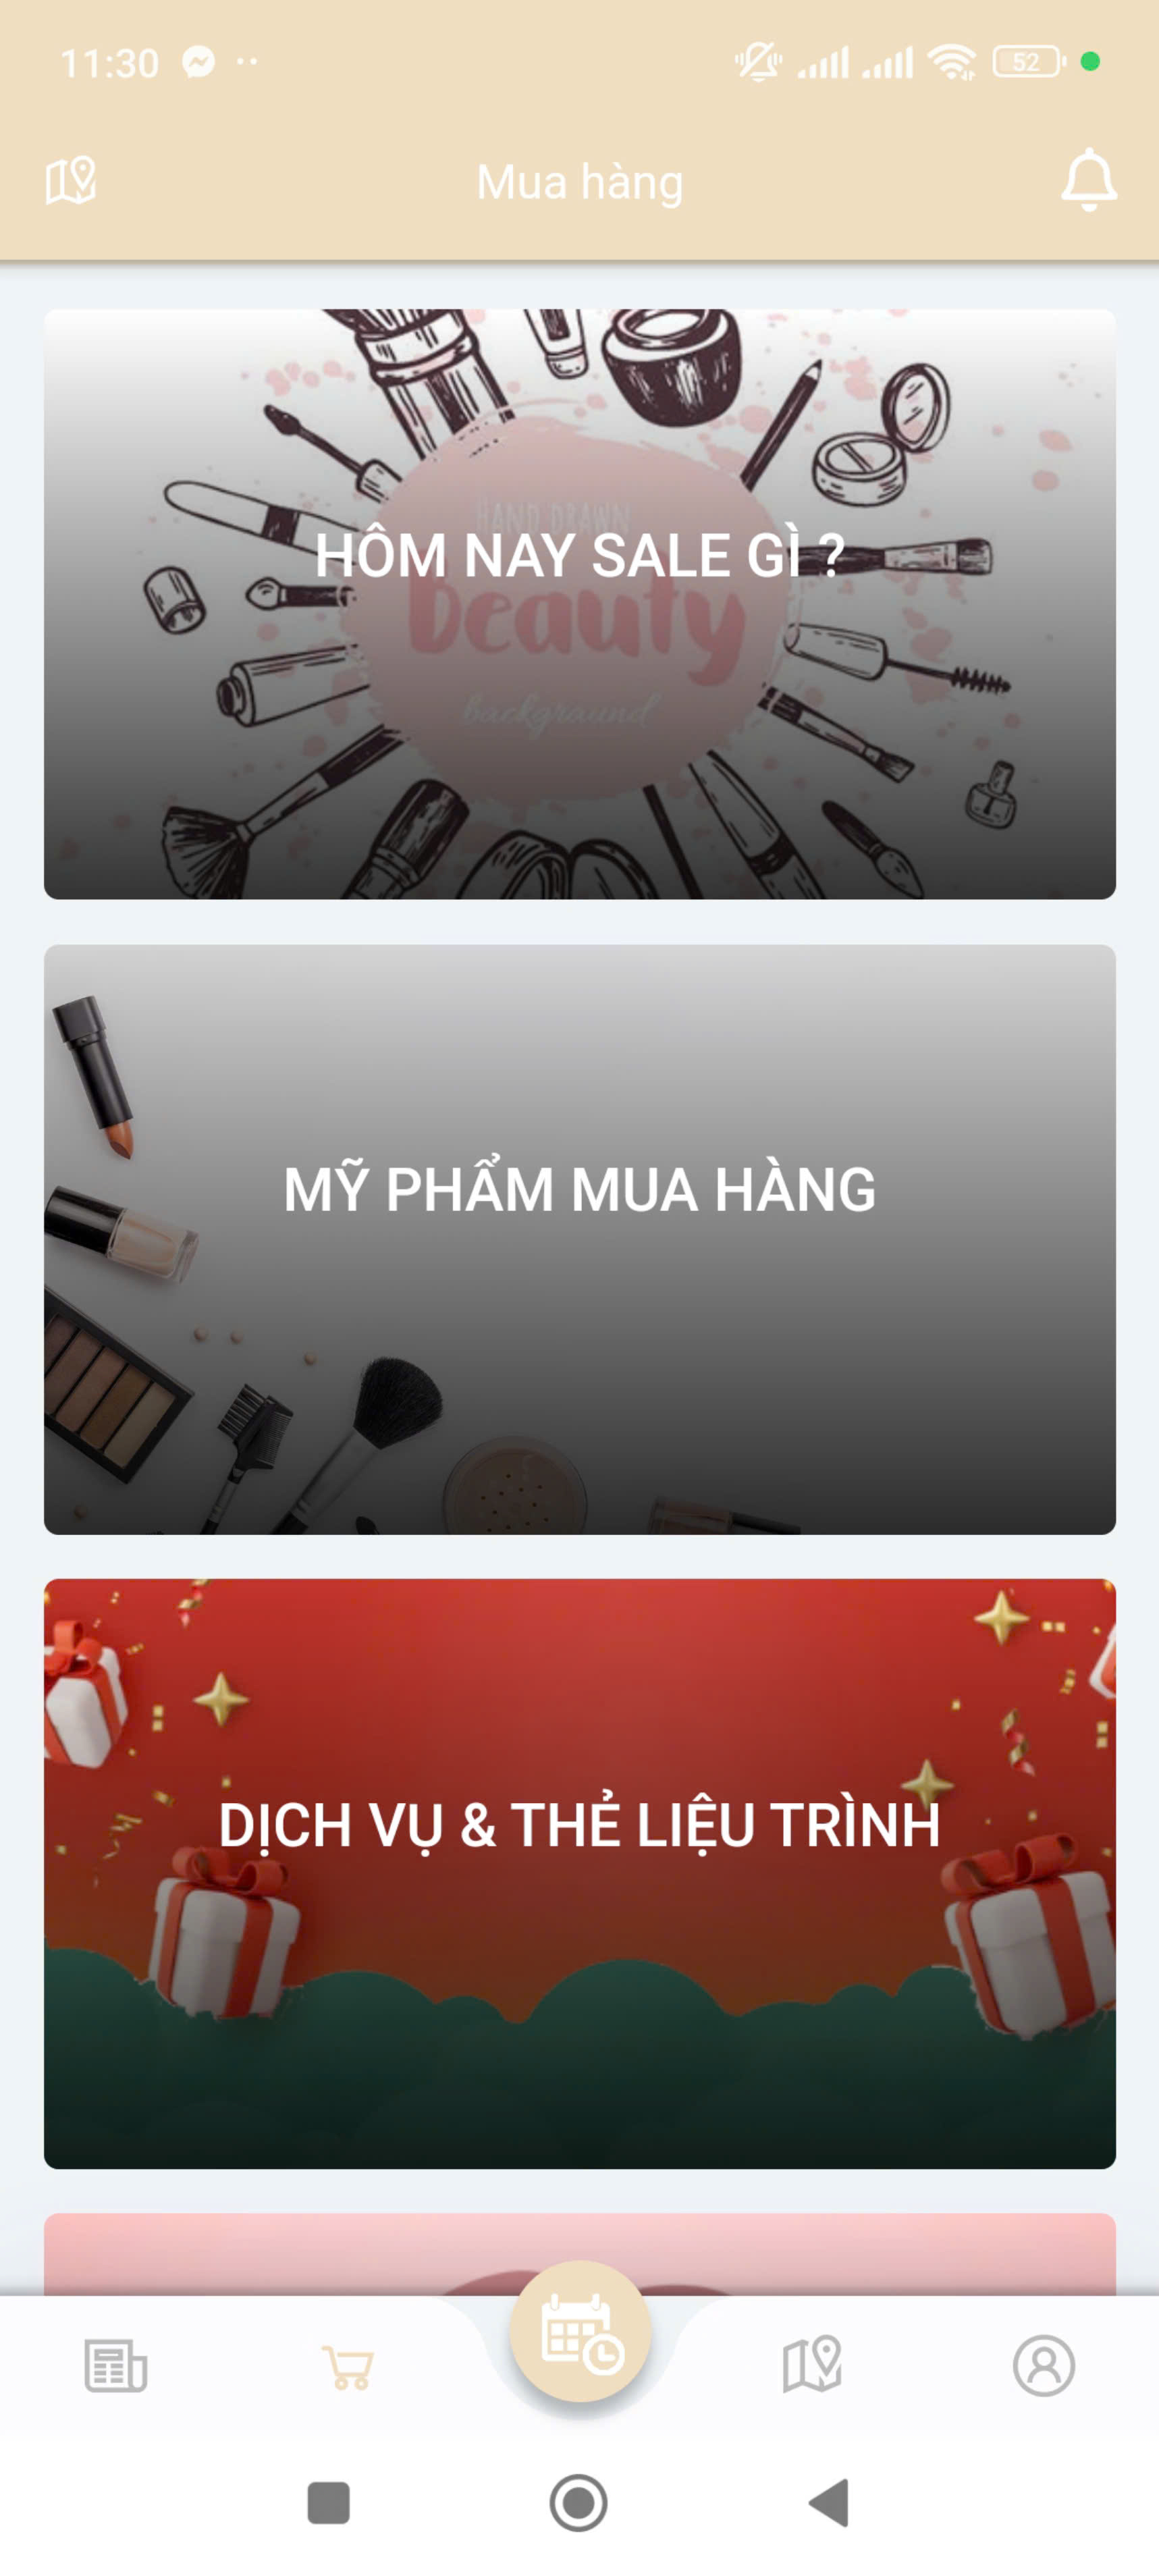 11:30
52
Mua hàng
HAND DRAWN
HÔM NAY SALE GÌ ?
beauty
background
MỸ PHẨM MUA HÀNG
DỊCH VỤ & THẺ LIỆU TRÌNH